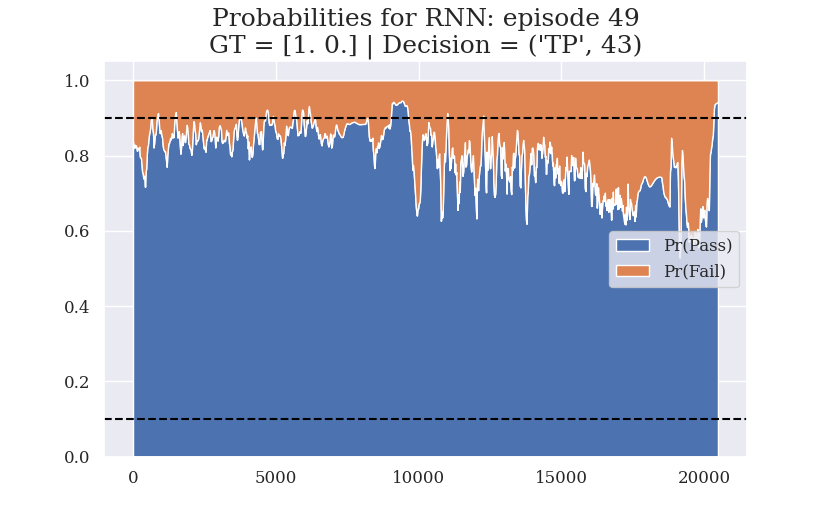 Probabilities for RNN: episode 49
GT = [1. 0.] | Decision = ('TP', 43)
1.0
0.8
0.6
0.4
0.2
0.0
Pr(Pass)
Pr(Fail)
0
5000
10000
15000
20000